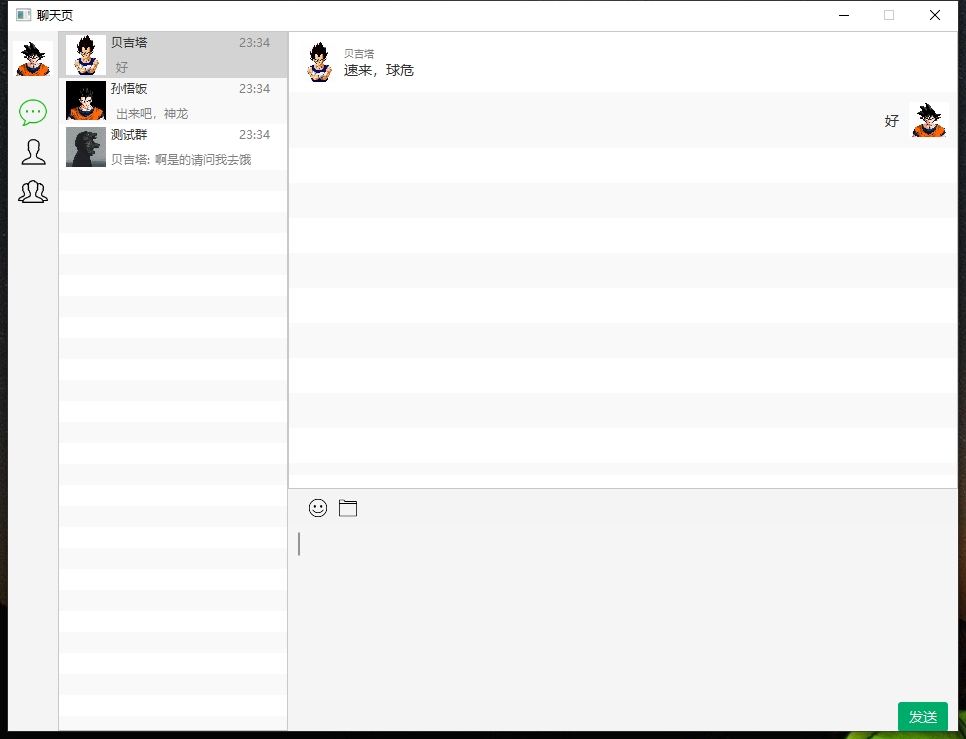 聊天页
贝吉塔 23:34
好
孙悟饭 23:34
出来吧，神龙
测试群 23:34
贝吉塔: 啊是的请问我去饿
贝吉塔
速来，球危
好
发送